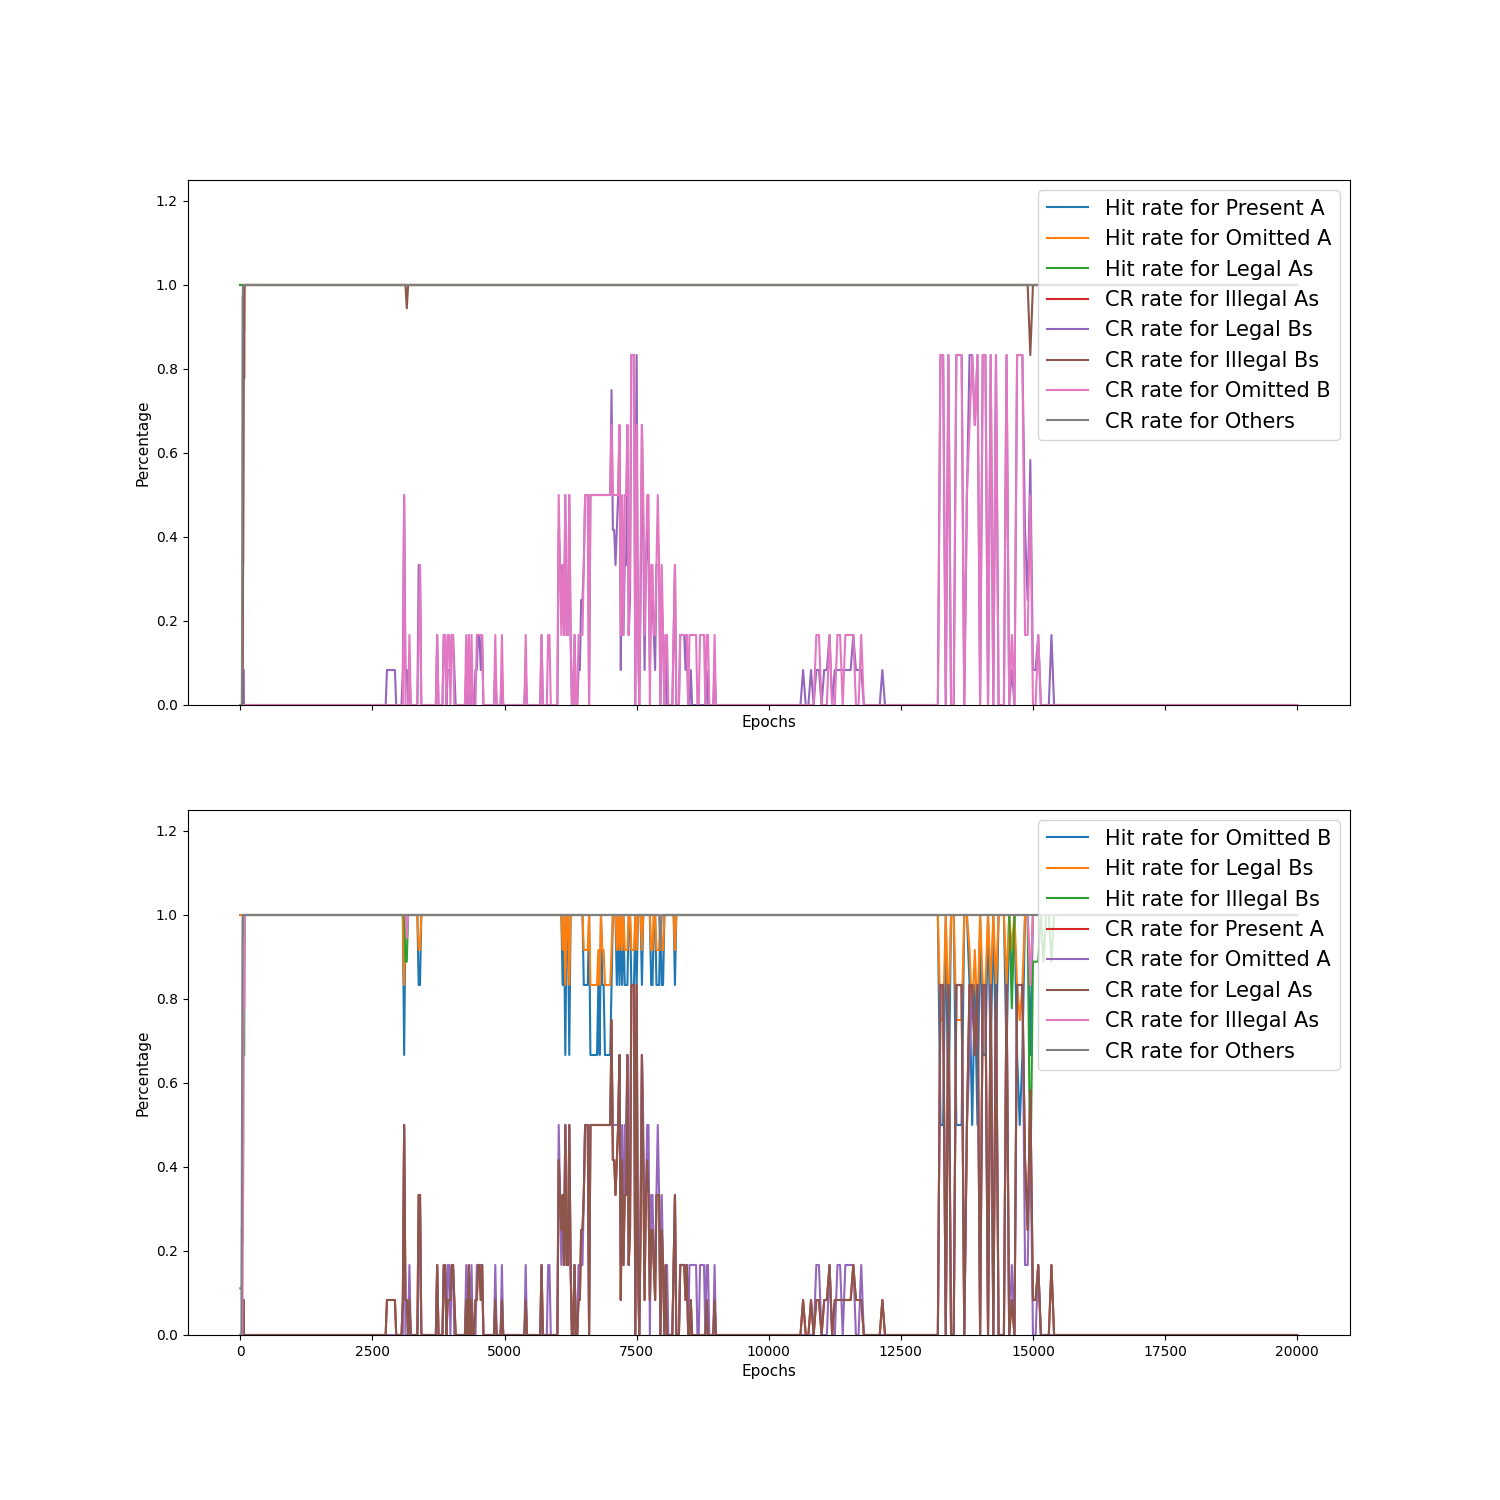 1.2
1.0
0.8
0.6
0.4
0.2
0.0
Percentage
Epochs
Hit rate for Present A
Hit rate for Omitted A
Hit rate for Legal As
CR rate for Illegal As
CR rate for Legal Bs
CR rate for Illegal Bs
CR rate for Omitted B
CR rate for Others
1.2
1.0
0.8
0.6
0.4
0.2
0.0
Percentage
0 2500 5000 7500 10000 12500 15000 17500 20000
Epochs
Hit rate for Omitted B
Hit rate for Legal Bs
Hit rate for Illegal Bs
CR rate for Present A
CR rate for Omitted A
CR rate for Legal As
CR rate for Illegal As
CR rate for Others